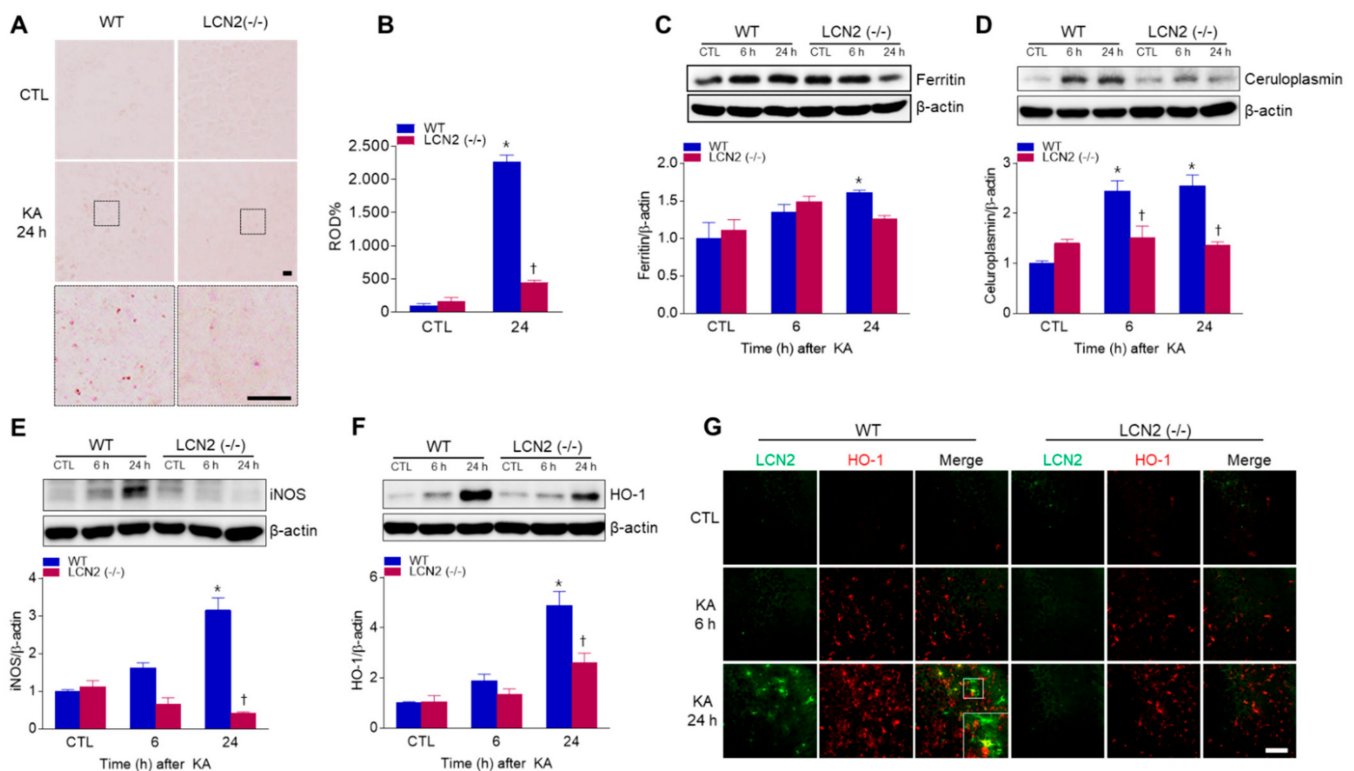 A
WT
LCN2(-/-)
CTL
KA
24 h
B
WT
LCN2 (-/-)
ROD%
2.500
2.000
1.500
1.000
500
0
*
†
CTL
24
C
WT
LCN2 (-/-)
CTL
6 h
24 h
CTL
6 h
24 h
Ferritin
β-actin
WT
LCN2 (-/-)
Ferritin/β-actin
2.0
1.5
1.0
0.5
0.0
*
CTL
6
24
Time (h) after KA
D
WT
LCN2 (-/-)
CTL
6 h
24 h
CTL
6 h
24 h
Ceruloplasmin
β-actin
WT
LCN2 (-/-)
Celuroplasmin/β-actin
3
2
1
0
*
†
*
†
CTL
6
24
Time (h) after KA
E
WT
LCN2 (-/-)
CTL
6 h
24 h
CTL
6 h
24 h
iNOS
β-actin
WT
LCN2 (-/-)
iNOS/β-actin
4
3
2
1
0
*
†
CTL
6
24
Time (h) after KA
F
WT
LCN2 (-/-)
CTL
6 h
24 h
CTL
6 h
24 h
HO-1
β-actin
WT
LCN2 (-/-)
HO-1/β-actin
6
4
2
0
*
†
CTL
6
24
Time (h) after KA
G
WT
LCN2 (-/-)
LCN2
HO-1
Merge
LCN2
HO-1
Merge
CTL
KA
6 h
KA
24 h